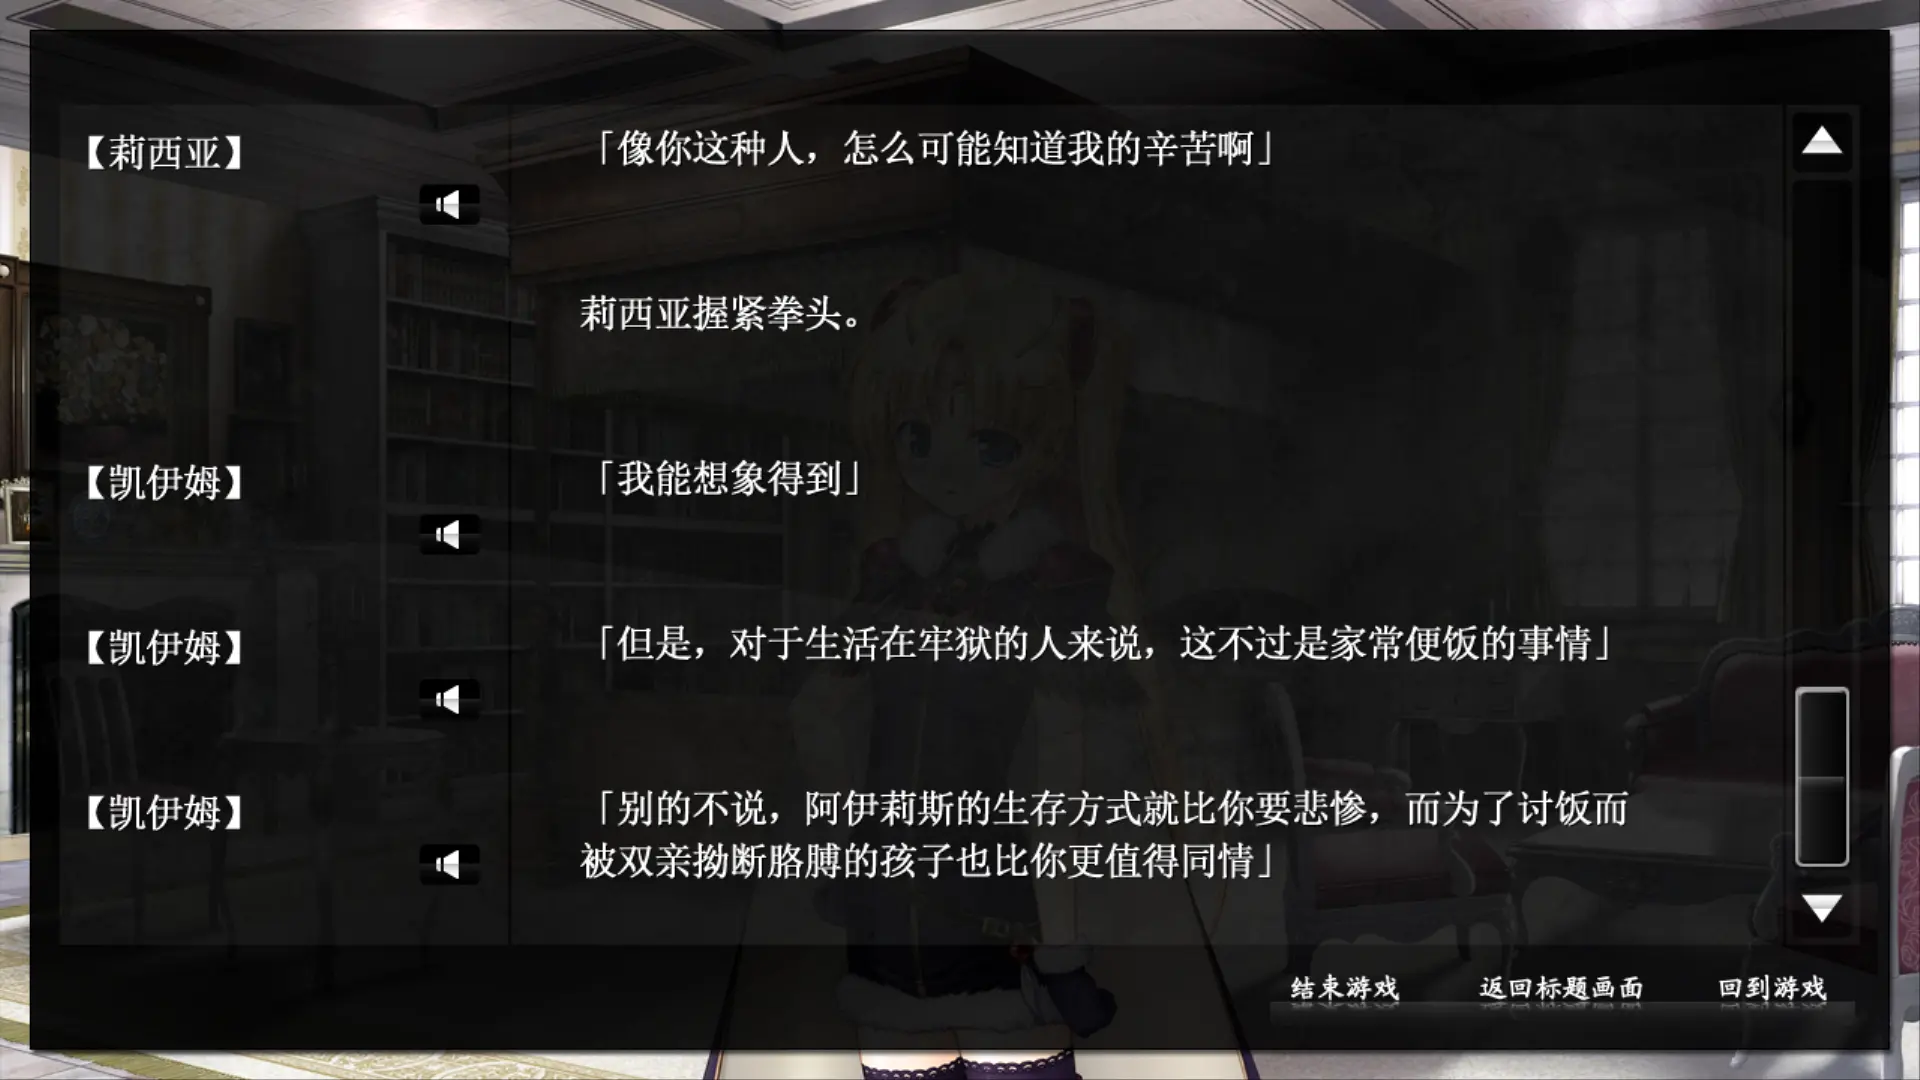 【莉西亚】
「像你这种人，怎么可能知道我的辛苦啊」
莉西亚握紧拳头。
【凯伊姆】
「我能想象得到」
【凯伊姆】
「但是，对于生活在牢狱的人来说，这不过是家常便饭的事情」
【凯伊姆】
「别的不说，阿伊莉斯的生存方式就比你要悲惨，而为了讨饭而
被双亲拗断胳膊的孩子也比你更值得同情」
结束游戏 返回标题画面 回到游戏